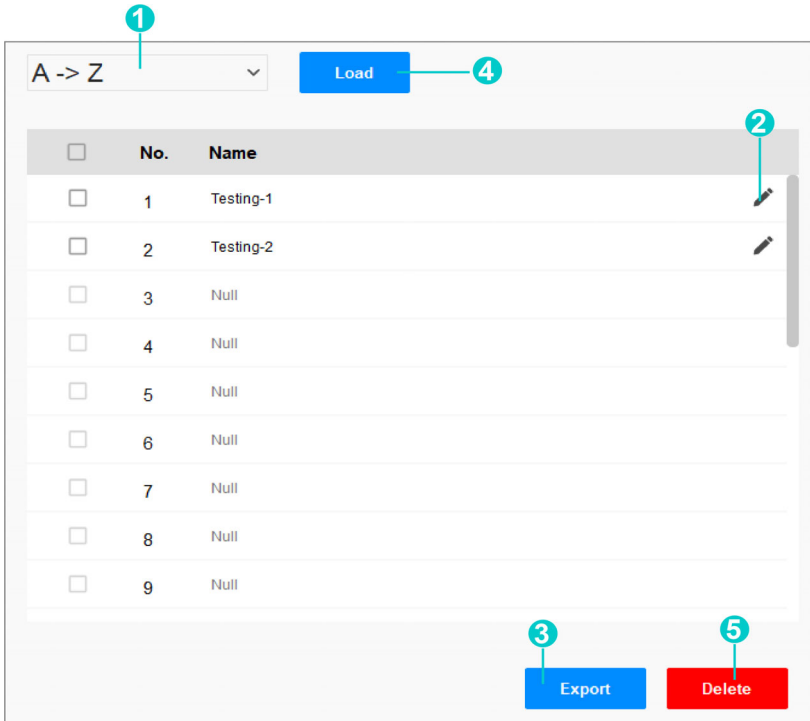 1
A -> Z
Load
4
2
No. Name
1 Testing-1
2 Testing-2
3 Null
4 Null
5 Null
6 Null
7 Null
8 Null
9 Null
3
5
Export
Delete